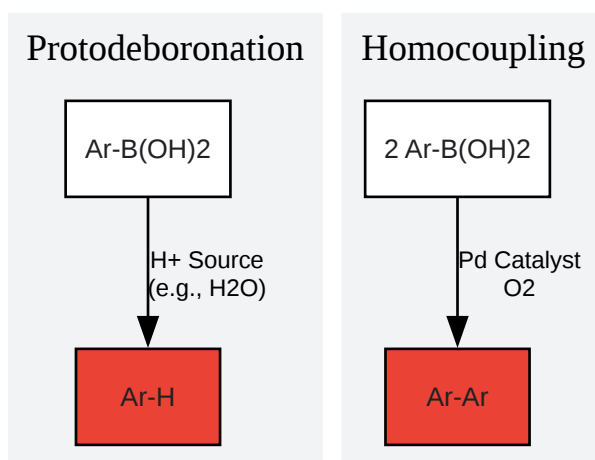 Protodeboronation
Ar-B(OH)2
H+ Source
(e.g., H2O)
Ar-H
Homocoupling
2 Ar-B(OH)2
Pd Catalyst
O2
Ar-Ar